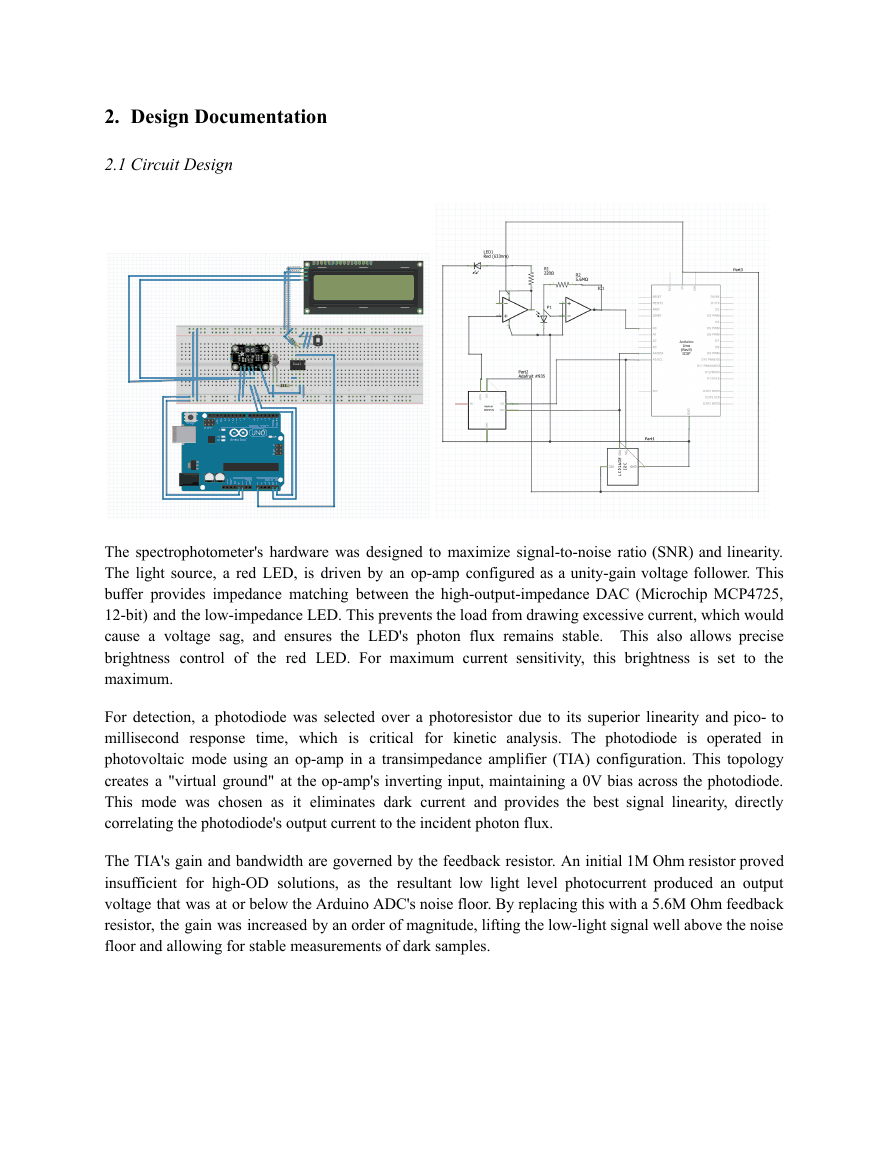 2. Design Documentation
2.1 Circuit Design
LED1
Red (633nm)
R1
220Ω
R2
5.6MΩ
IC1
P1
Part3
Arduino
Uno
(Rev3)
Part2
Adafruit #935
Part1
UNO
The spectrophotometer's hardware was designed to maximize signal-to-noise ratio (SNR) and linearity.
The light source, a red LED, is driven by an op-amp configured as a unity-gain voltage follower. This
buffer provides impedance matching between the high-output-impedance DAC (Microchip MCP4725,
12-bit) and the low-impedance LED. This prevents the load from drawing excessive current, which would
cause a voltage sag, and ensures the LED's photon flux remains stable. This also allows precise
brightness control of the red LED. For maximum current sensitivity, this brightness is set to the
maximum.
For detection, a photodiode was selected over a photoresistor due to its superior linearity and pico- to
millisecond response time, which is critical for kinetic analysis. The photodiode is operated in
photovoltaic mode using an op-amp in a transimpedance amplifier (TIA) configuration. This topology
creates a "virtual ground" at the op-amp's inverting input, maintaining a 0V bias across the photodiode.
This mode was chosen as it eliminates dark current and provides the best signal linearity, directly
correlating the photodiode's output current to the incident photon flux.
The TIA's gain and bandwidth are governed by the feedback resistor. An initial 1M Ohm resistor proved
insufficient for high-OD solutions, as the resultant low light level photocurrent produced an output
voltage that was at or below the Arduino ADC's noise floor. By replacing this with a 5.6M Ohm feedback
resistor, the gain was increased by an order of magnitude, lifting the low-light signal well above the noise
floor and allowing for stable measurements of dark samples.